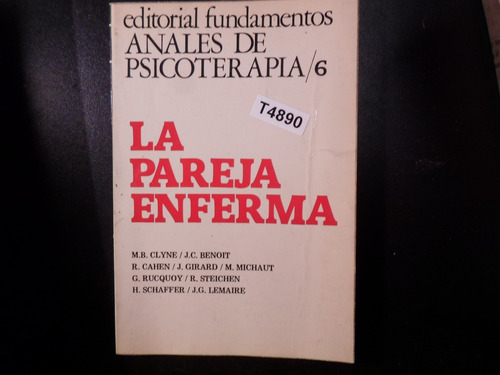 editorial fundamentos
ANALES DE
PSICOTERAPIA/6
T4890
LA
PAREJA
ENFERMA
M.B. CLYNE / J.C. BENOIT
R. CAHEN / J. GIRARD / M. MICHAUT
G. RUCQUOY / R. STEICHEN
H. SCHAFFER / J.G. LEMAIRE